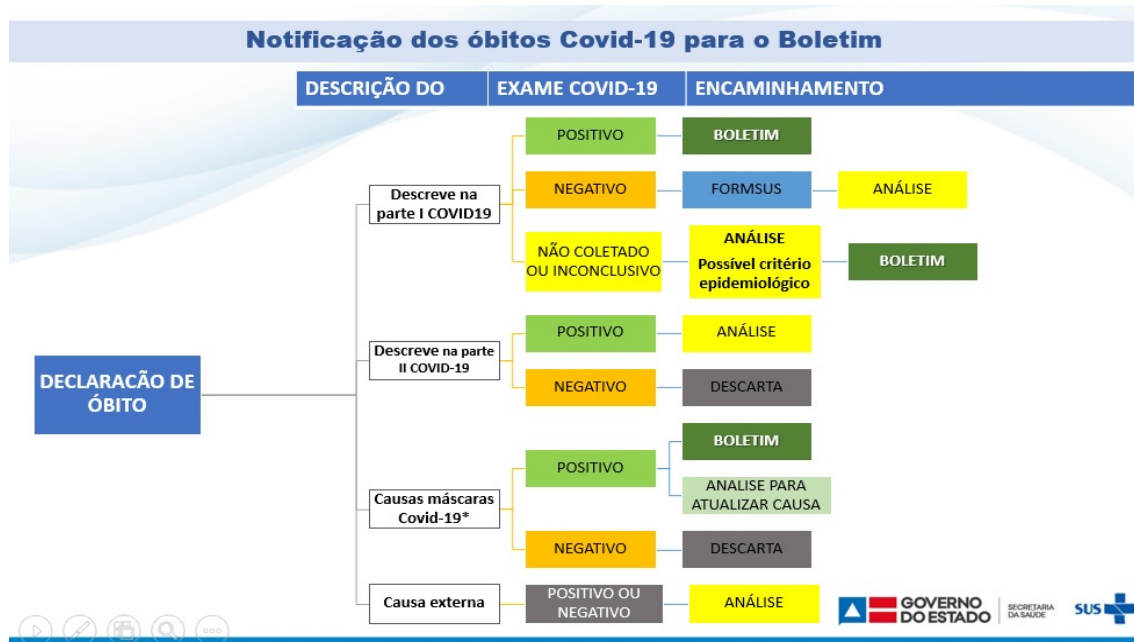 Notificação dos óbitos Covid-19 para o Boletim
DESCRIÇÃO DO
EXAME COVID-19
ENCAMINHAMENTO
DECLARACÃO DE
ÓBITO
Descreve na
parte I COVID19
POSITIVO
BOLETIM
NEGATIVO
FORMSUS
ANÁLISE
NÃO COLETADO
OU INCONCLUSIVO
ANÁLISE
Possível critério
epidemiológico
BOLETIM
Descreve na parte
II COVID-19
POSITIVO
ANÁLISE
NEGATIVO
DESCARTA
Causas máscaras
Covid-19*
POSITIVO
BOLETIM
ANALISE PARA
ATUALIZAR CAUSA
NEGATIVO
DESCARTA
Causa externa
POSITIVO OU
NEGATIVO
ANÁLISE
GOVERNO
DO ESTADO
SECRETARIA
DA SAÚDE
SUS